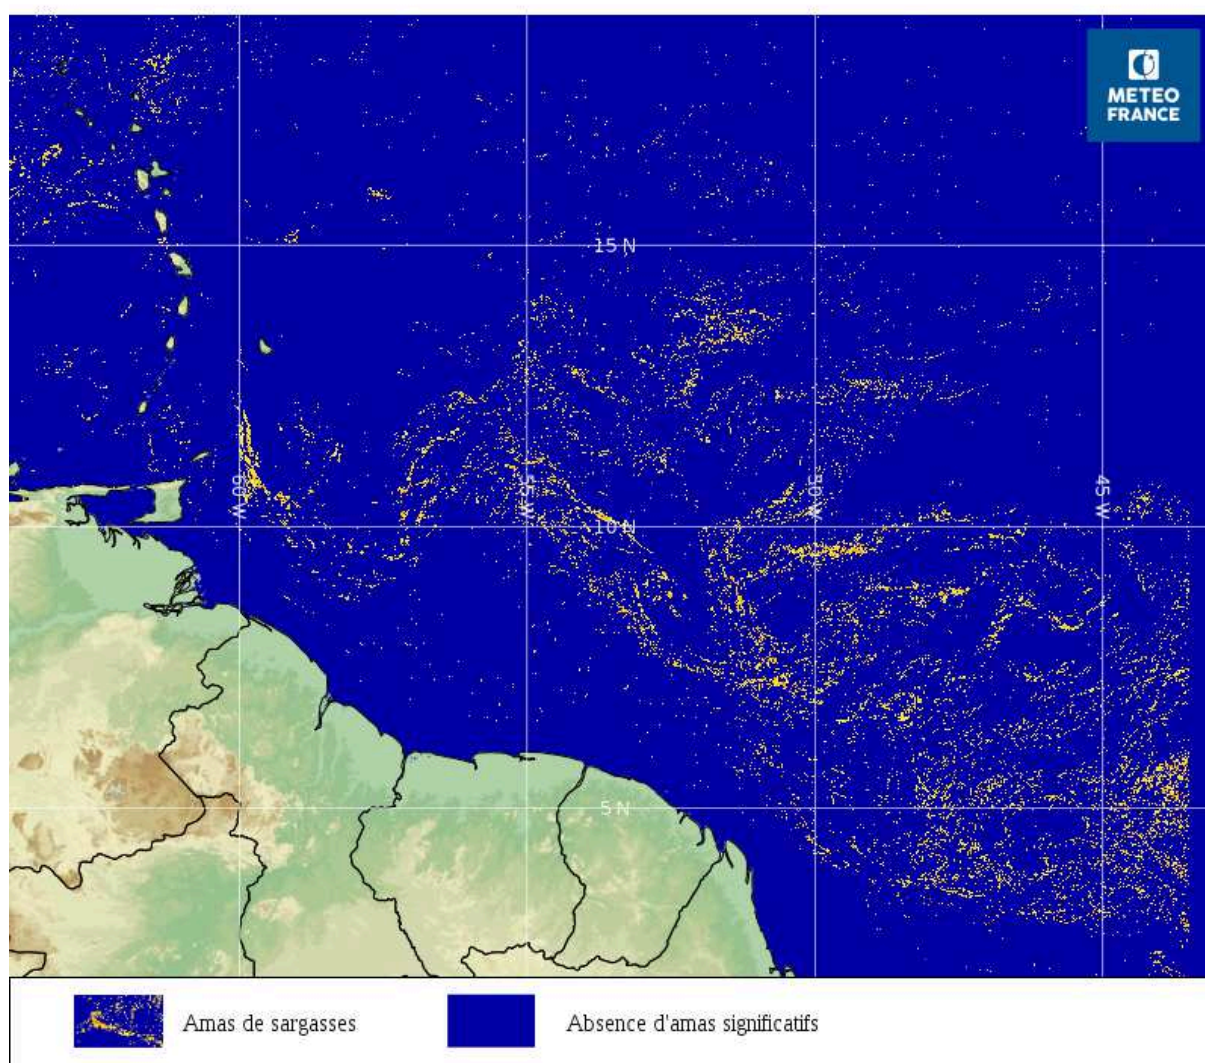 METEO
FRANCE
15 N
60 W
55 W
50 W
45 W
10 N
5 N
Amas de sargasses
Absence d'amas significatifs